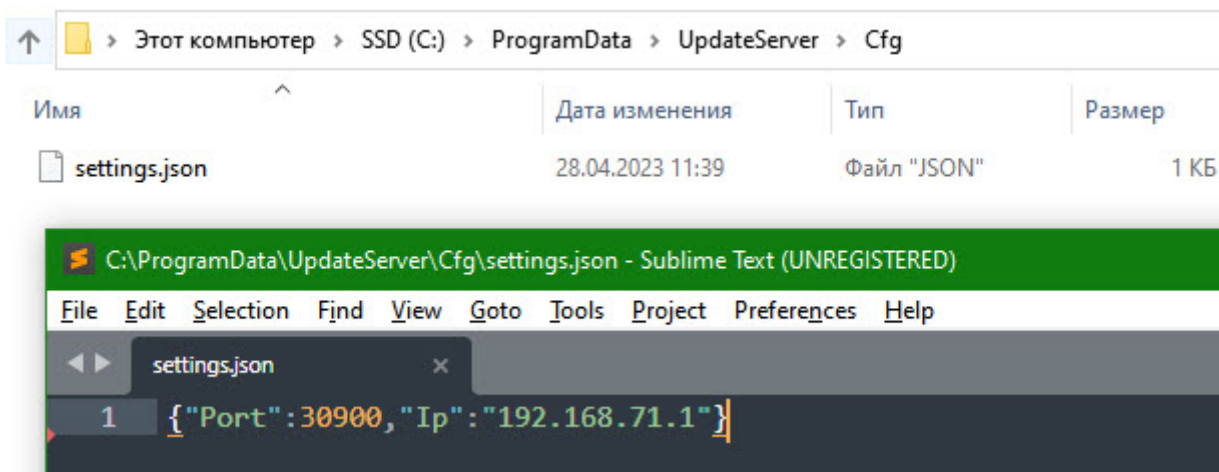 Этот компьютер > SSD (C:) > ProgramData > UpdateServer > Cfg
Имя Дата изменения Тип Размер
settings.json 28.04.2023 11:39 Файл "JSON" 1 КБ
C:\ProgramData\UpdateServer\Cfg\settings.json - Sublime Text (UNREGISTERED)
File Edit Selection Find View Goto Tools Project Preferences Help
settings.json ×
1 {"Port":30900,"Ip":"192.168.71.1"}